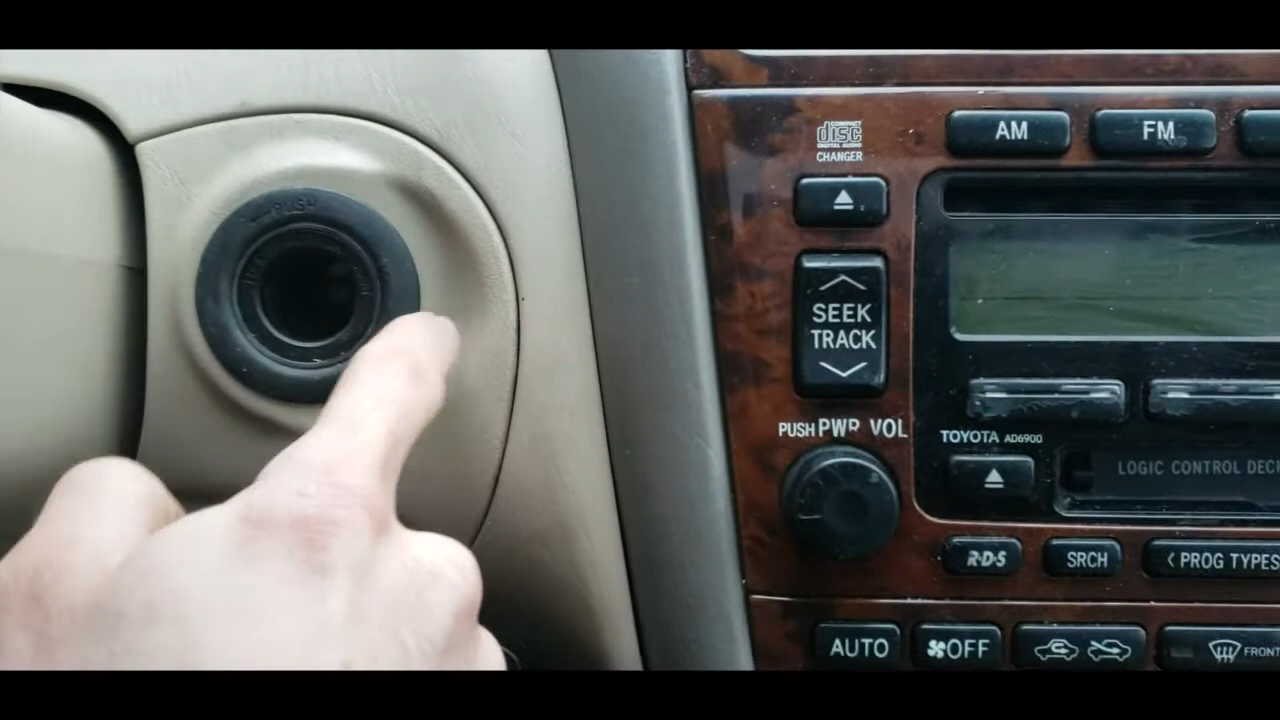 PUSH
COMPACT
disc
DIGITAL AUDIO
CHANGER
AM
FM
SEEK
TRACK
PUSH PWR VOL
TOYOTA AD6900
LOGIC CONTROL DEC
R·D·S
SRCH
< PROG TYPES
AUTO
OFF
FRONT